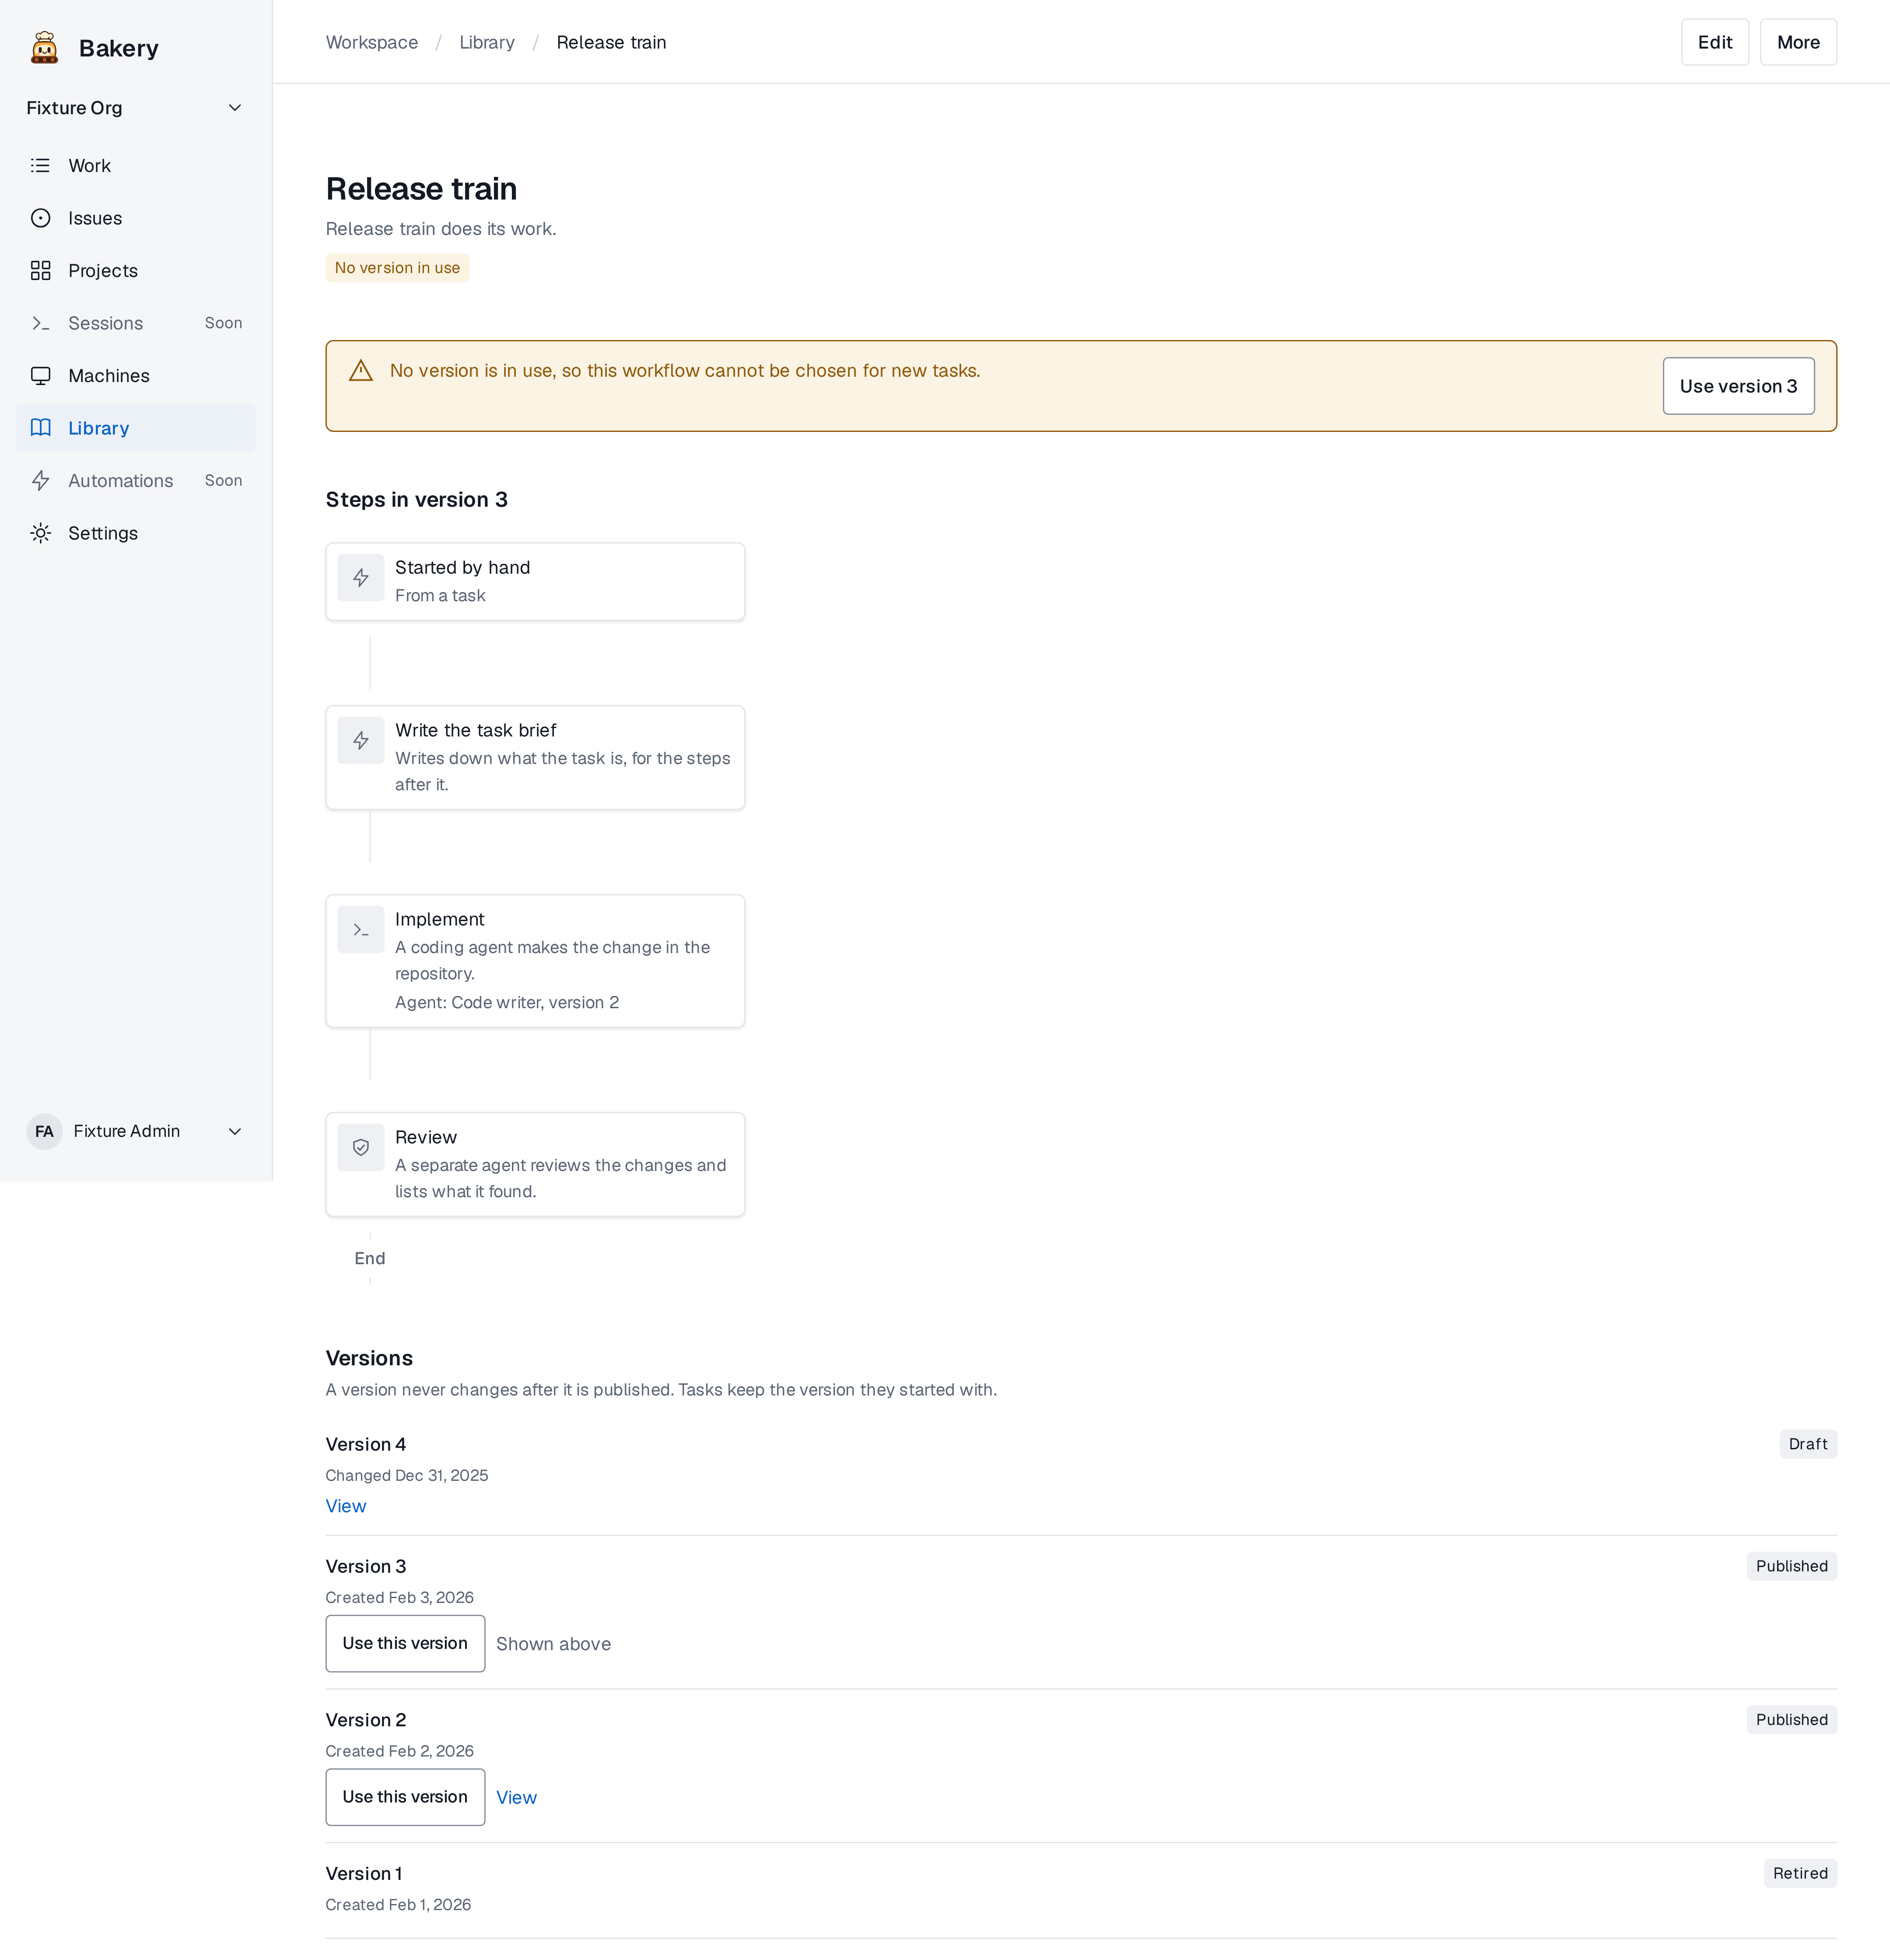 Bakery
Fixture Org
Work
Issues
Projects
Sessions Soon
Machines
Library
Automations Soon
Settings
FA Fixture Admin
Workspace / Library / Release train
Edit More
Release train
Release train does its work.
No version in use
No version is in use, so this workflow cannot be chosen for new tasks.
Use version 3
Steps in version 3
Started by hand
From a task
Write the task brief
Writes down what the task is, for the steps
after it.
Implement
A coding agent makes the change in the
repository.
Agent: Code writer, version 2
Review
A separate agent reviews the changes and
lists what it found.
End
Versions
A version never changes after it is published. Tasks keep the version they started with.
Version 4 Draft
Changed Dec 31, 2025
View
Version 3 Published
Created Feb 3, 2026
Use this version Shown above
Version 2 Published
Created Feb 2, 2026
Use this version View
Version 1 Retired
Created Feb 1, 2026